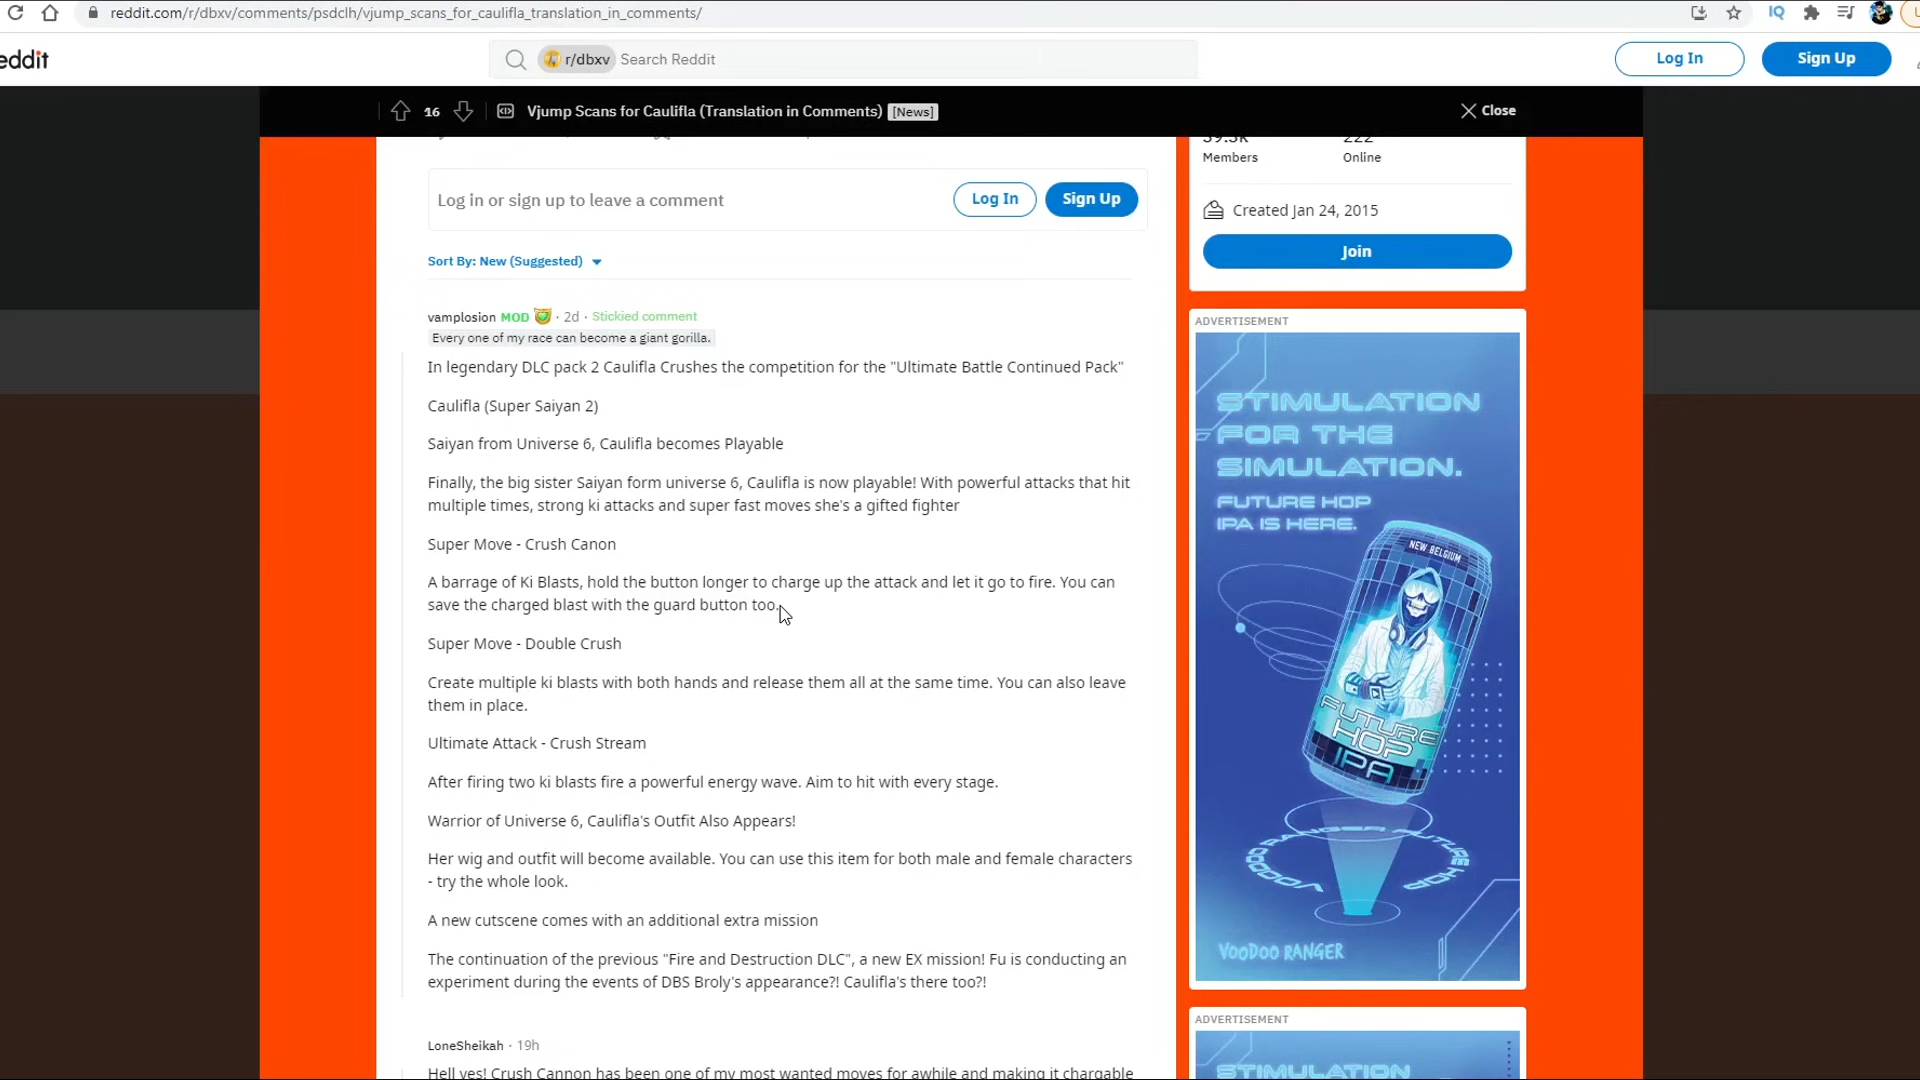 reddit.com/r/dbxv/comments/psdclh/vjump_scans_for_caulifla_translation_in_comments/
IQ
eddit
r/dbxv Search Reddit
Log In
Sign Up
16
Vjump Scans for Caulifla (Translation in Comments) [News]
Close
Members
Online
Log in or sign up to leave a comment
Log In
Sign Up
Created Jan 24, 2015
Join
Sort By: New (Suggested)
vamplosion MOD · 2d · Stickied comment
Every one of my race can become a giant gorilla.
In legendary DLC pack 2 Caulifla Crushes the competition for the "Ultimate Battle Continued Pack"
Caulifla (Super Saiyan 2)
Saiyan from Universe 6, Caulifla becomes Playable
Finally, the big sister Saiyan form universe 6, Caulifla is now playable! With powerful attacks that hit
multiple times, strong ki attacks and super fast moves she's a gifted fighter
Super Move - Crush Canon
A barrage of Ki Blasts, hold the button longer to charge up the attack and let it go to fire. You can
save the charged blast with the guard button too.
Super Move - Double Crush
Create multiple ki blasts with both hands and release them all at the same time. You can also leave
them in place.
Ultimate Attack - Crush Stream
After firing two ki blasts fire a powerful energy wave. Aim to hit with every stage.
Warrior of Universe 6, Caulifla's Outfit Also Appears!
Her wig and outfit will become available. You can use this item for both male and female characters
- try the whole look.
A new cutscene comes with an additional extra mission
The continuation of the previous "Fire and Destruction DLC", a new EX mission! Fu is conducting an
experiment during the events of DBS Broly's appearance?! Caulifla's there too?!
LoneSheikah · 19h
Hell yes! Crush Cannon has been one of my most wanted moves for awhile and making it chargable
ADVERTISEMENT
STIMULATION
FOR THE
SIMULATION.
FUTURE HOP
IPA IS HERE.
NEW BELGIUM
FUTURE
HOP
IPA
VOODOO RANGER FUTURE HOP
VOODOO RANGER
ADVERTISEMENT
STIMULATION